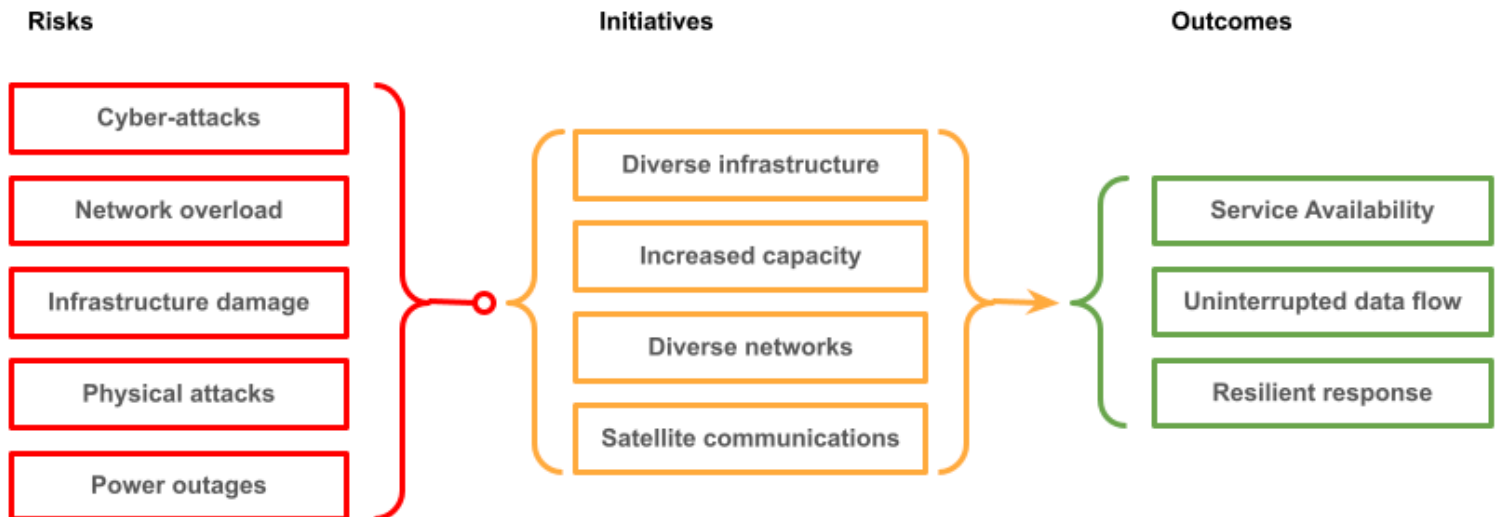 Risks
Initiatives
Outcomes
Cyber-attacks
Network overload
Infrastructure damage
Physical attacks
Power outages
Diverse infrastructure
Increased capacity
Diverse networks
Satellite communications
Service Availability
Uninterrupted data flow
Resilient response